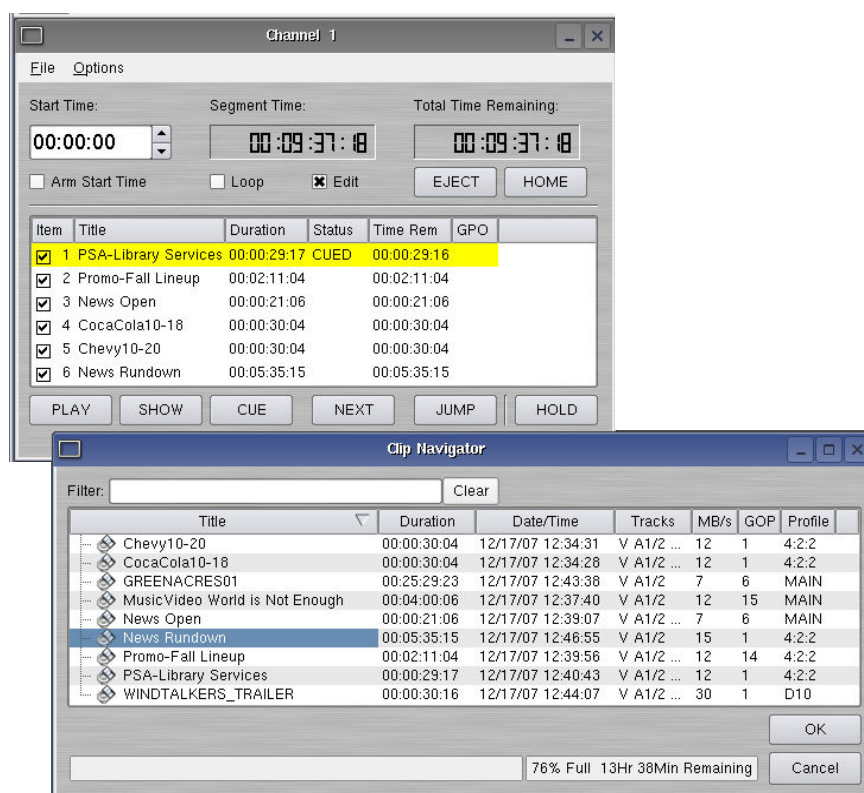 Channel 1
File Options
Start Time: Segment Time: Total Time Remaining:
00:00:00 00:09:37:18 00:09:37:18
Arm Start Time Loop Edit EJECT HOME
Item Title Duration Status Time Rem GPO
1 PSA-Library Services 00:00:29:17 CUED 00:00:29:16
2 Promo-Fall Lineup 00:02:11:04 00:02:11:04
3 News Open 00:00:21:06 00:00:21:06
4 CocaCola10-18 00:00:30:04 00:00:30:04
5 Chevy10-20 00:00:30:04 00:00:30:04
6 News Rundown 00:05:35:15 00:05:35:15
PLAY SHOW CUE NEXT JUMP HOLD
Clip Navigator
Filter: Clear
Title Duration Date/Time Tracks MB/s GOP Profile
Chevy10-20 00:00:30:04 12/17/07 12:34:31 V A1/2 ... 12 1 4:2:2
CocaCola10-18 00:00:30:04 12/17/07 12:34:28 V A1/2 ... 12 1 4:2:2
GREENACRES01 00:25:29:23 12/17/07 12:43:38 V A1/2 7 6 MAIN
MusicVideo World is Not Enough 00:04:00:06 12/17/07 12:37:40 V A1/2 12 15 MAIN
News Open 00:00:21:06 12/17/07 12:39:07 V A1/2 ... 7 6 MAIN
News Rundown 00:05:35:15 12/17/07 12:46:55 V A1/2 15 1 4:2:2
Promo-Fall Lineup 00:02:11:04 12/17/07 12:39:56 V A1/2 ... 12 14 4:2:2
PSA-Library Services 00:00:29:17 12/17/07 12:40:43 V A1/2 ... 12 1 4:2:2
WINDTALKERS_TRAILER 00:00:30:16 12/17/07 12:44:07 V A1/2 ... 30 1 D10
OK
76% Full 13Hr 38Min Remaining Cancel